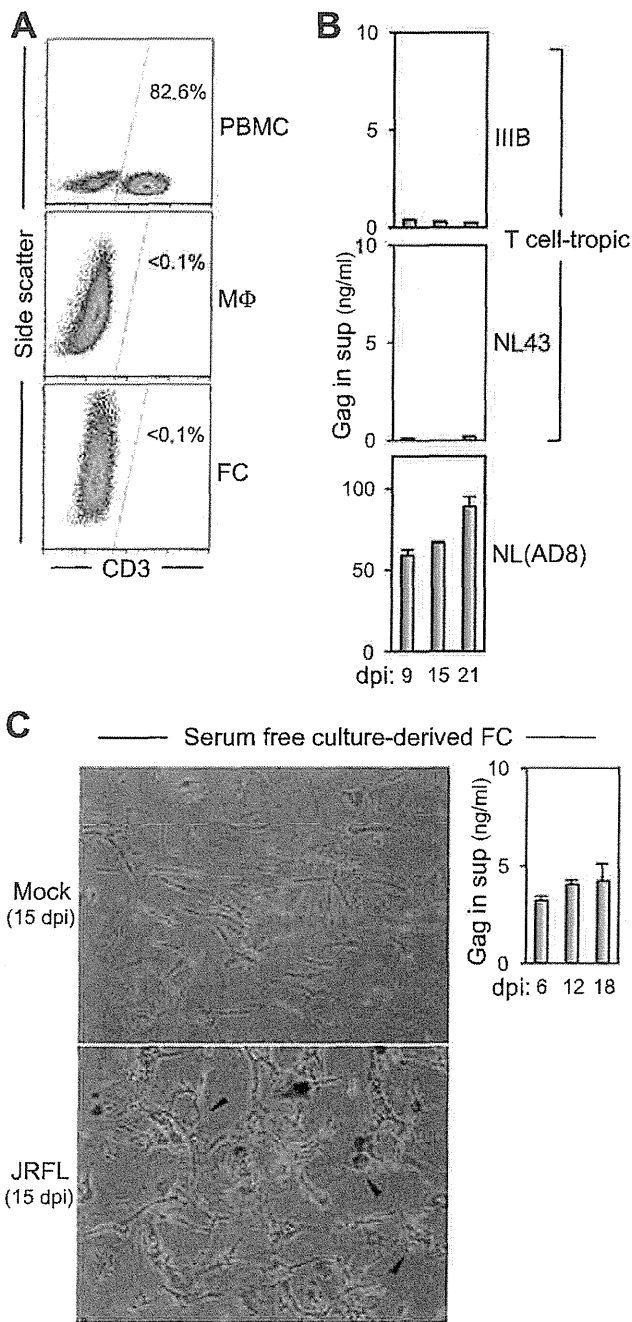 A
82.6%
PBMC
<0.1%
MΦ
<0.1%
FC
Side scatter
CD3
B
10
5
0
IIIB
10
5
0
NL43
T cell-tropic
100
50
0
NL(AD8)
Gag in sup (ng/ml)
dpi: 9 15 21
C
Serum free culture-derived FC
Mock
(15 dpi)
JRFL
(15 dpi)
10
5
0
Gag in sup (ng/ml)
dpi: 6 12 18